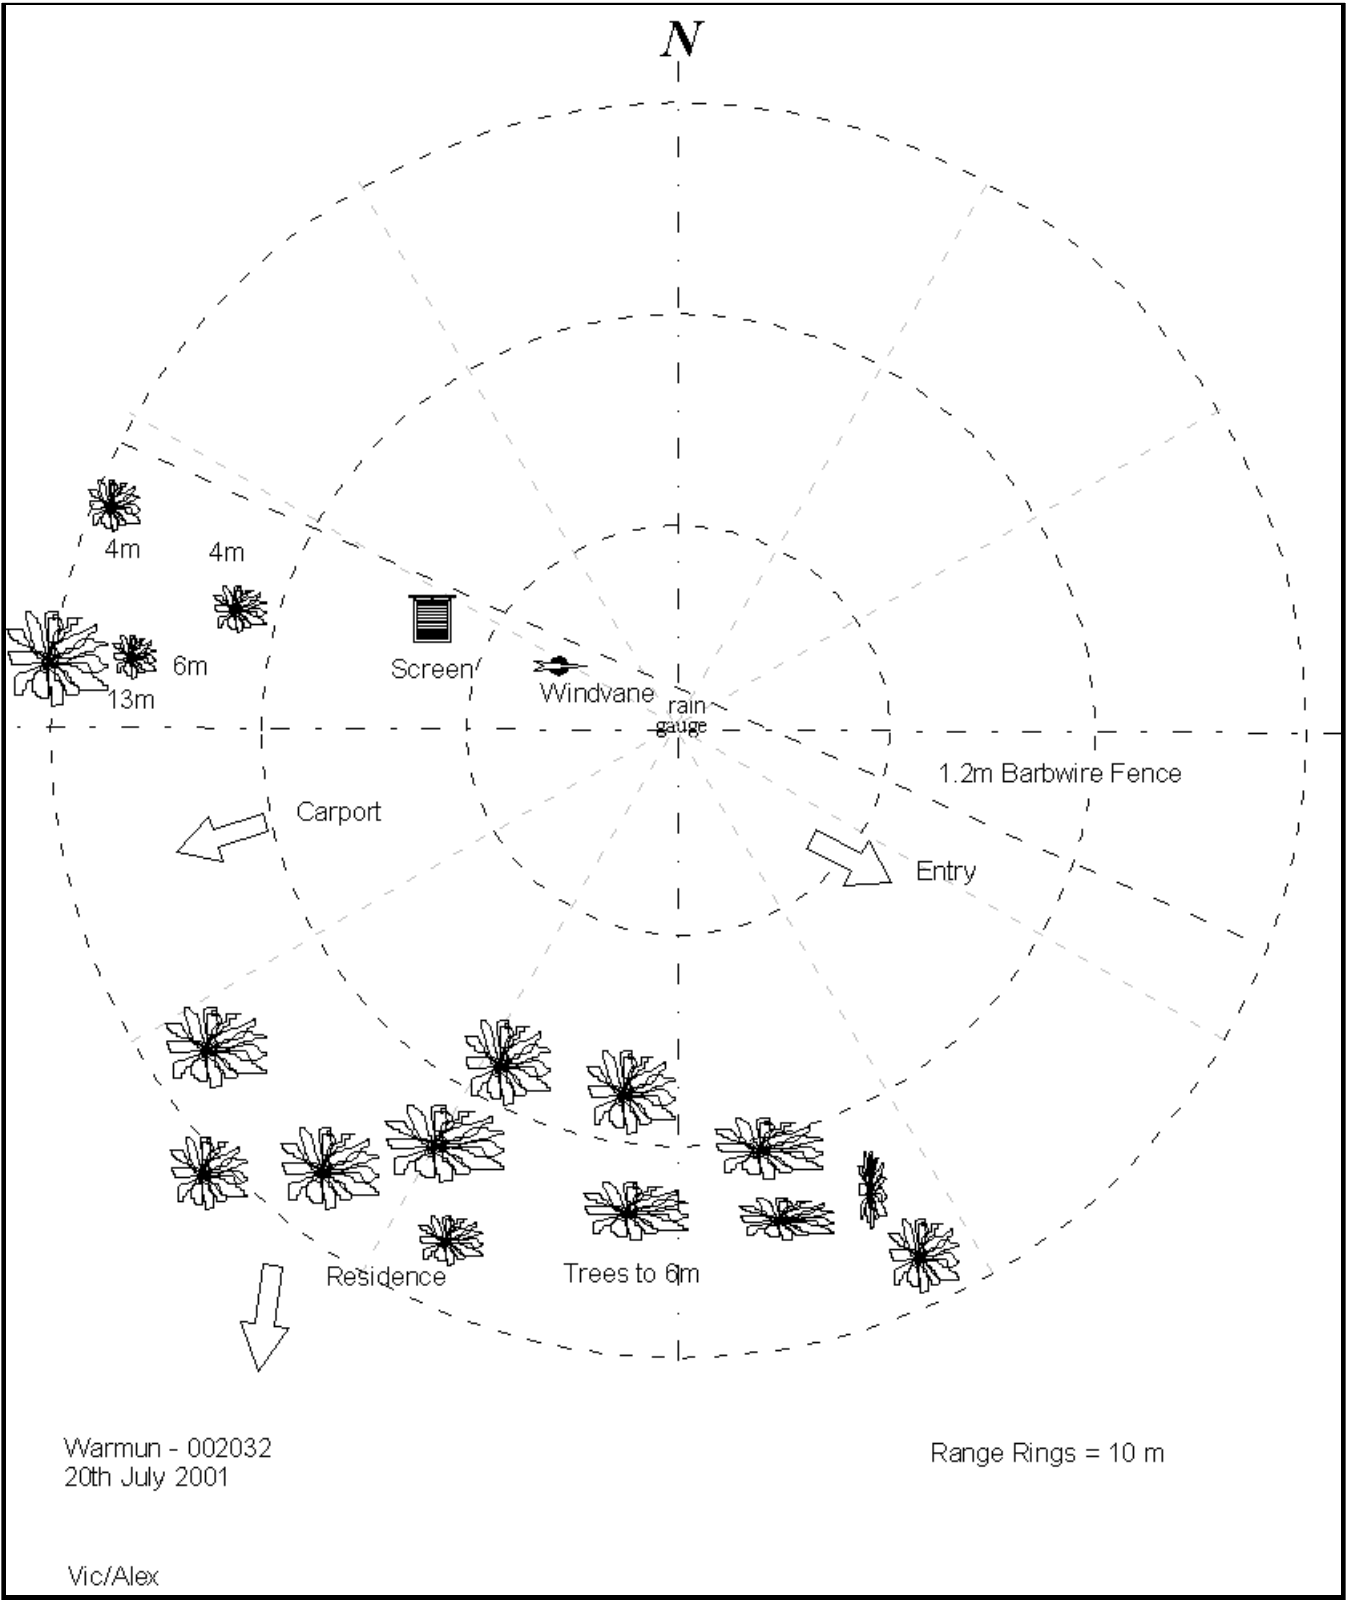 N
4m
4m
6m
13m
Screen
Windvane
rain
gauge
1.2m Barbwire Fence
Carport
Entry
Residence
Trees to 6m
Warmun - 002032
20th July 2001
Range Rings = 10 m
Vic/Alex